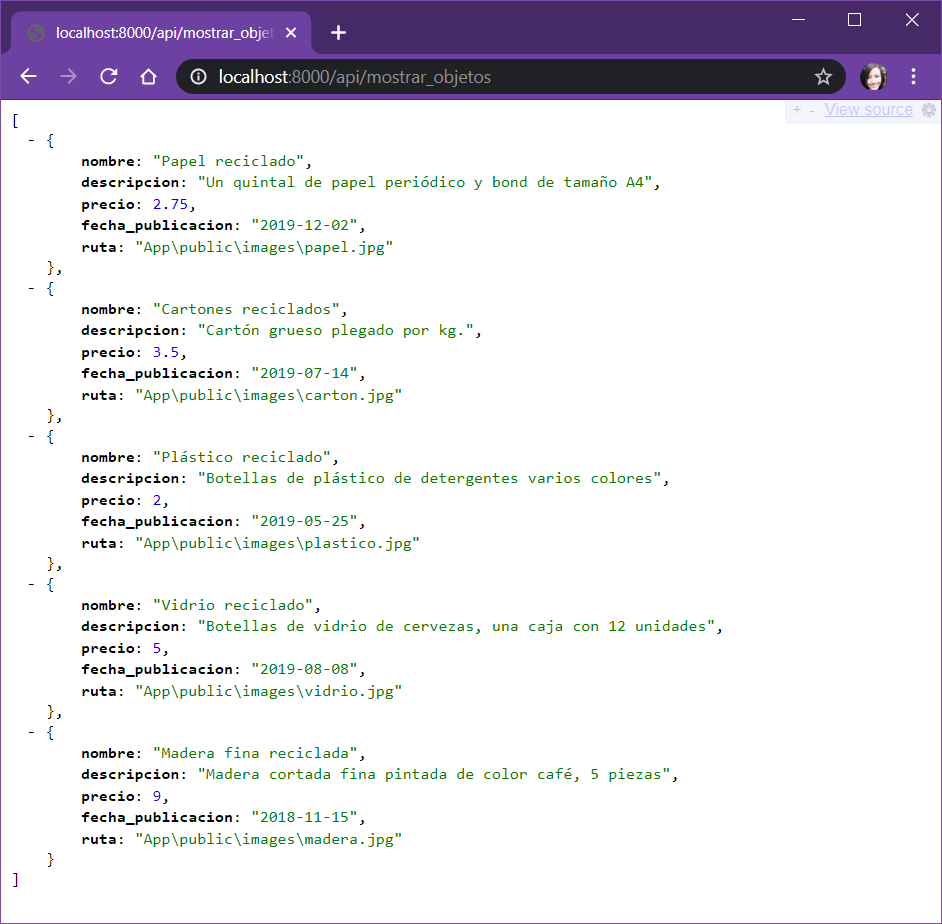 localhost:8000/api/mostrar_objet
localhost:8000/api/mostrar_objetos
+ - View source
[
- {
nombre: "Papel reciclado",
descripcion: "Un quintal de papel periódico y bond de tamaño A4",
precio: 2.75,
fecha_publicacion: "2019-12-02",
ruta: "App\public\images\papel.jpg"
},
- {
nombre: "Cartones reciclados",
descripcion: "Cartón grueso plegado por kg.",
precio: 3.5,
fecha_publicacion: "2019-07-14",
ruta: "App\public\images\carton.jpg"
},
- {
nombre: "Plástico reciclado",
descripcion: "Botellas de plástico de detergentes varios colores",
precio: 2,
fecha_publicacion: "2019-05-25",
ruta: "App\public\images\plastico.jpg"
},
- {
nombre: "Vidrio reciclado",
descripcion: "Botellas de vidrio de cervezas, una caja con 12 unidades",
precio: 5,
fecha_publicacion: "2019-08-08",
ruta: "App\public\images\vidrio.jpg"
},
- {
nombre: "Madera fina reciclada",
descripcion: "Madera cortada fina pintada de color café, 5 piezas",
precio: 9,
fecha_publicacion: "2018-11-15",
ruta: "App\public\images\madera.jpg"
}
]